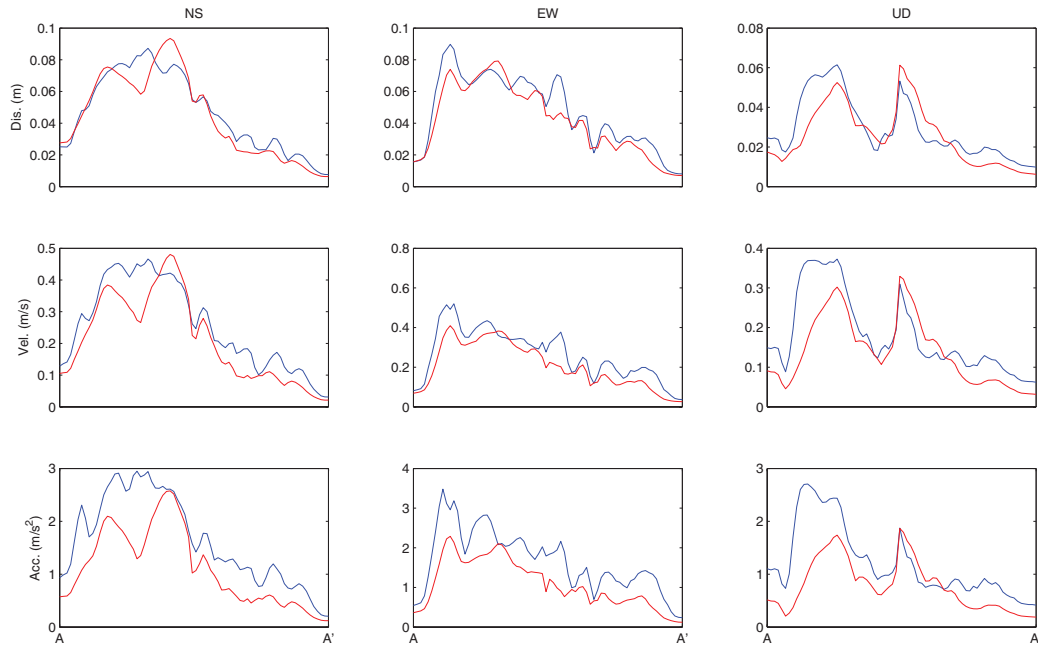 NS EW UD
0.1 0.1 0.08
0.08 0.08 0.06
0.06 0.06 0.04
0.04 0.04 0.02
0.02 0.02
0 0 0
Dis. (m)
0.5 0.8 0.4
0.4 0.6 0.3
0.3 0.4 0.2
0.2 0.2 0.1
0.1
0 0 0
Vel. (m/s)
3 4 3
2 3 2
1 2 1
1
0 0 0
Acc. (m/s²)
A A' A A' A A